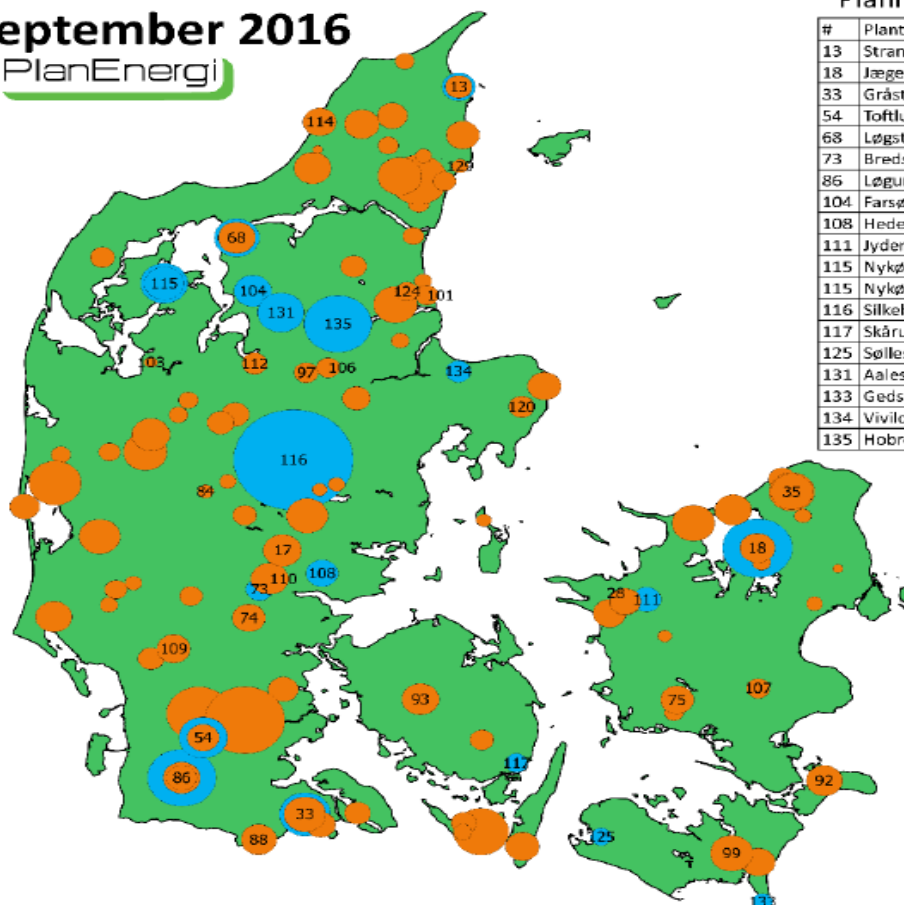 eptember 2016
PlanEnergi
# Plant
13 Stran
18 Jæge
33 Gråst
54 Toftlu
68 Løgst
73 Breds
86 Løgu
104 Farsø
108 Hede
111 Jyder
115 Nykø
115 Nykø
116 Silkel
117 Skåru
125 Sølles
131 Aales
133 Geds
134 Vivild
135 Hobr
13
114
129
68
115
104
131
135
124
101
103
112
97
106
134
120
116
84
35
17
18
108
110
73
28
111
74
109
93
75
107
54
117
86
92
33
88
125
99